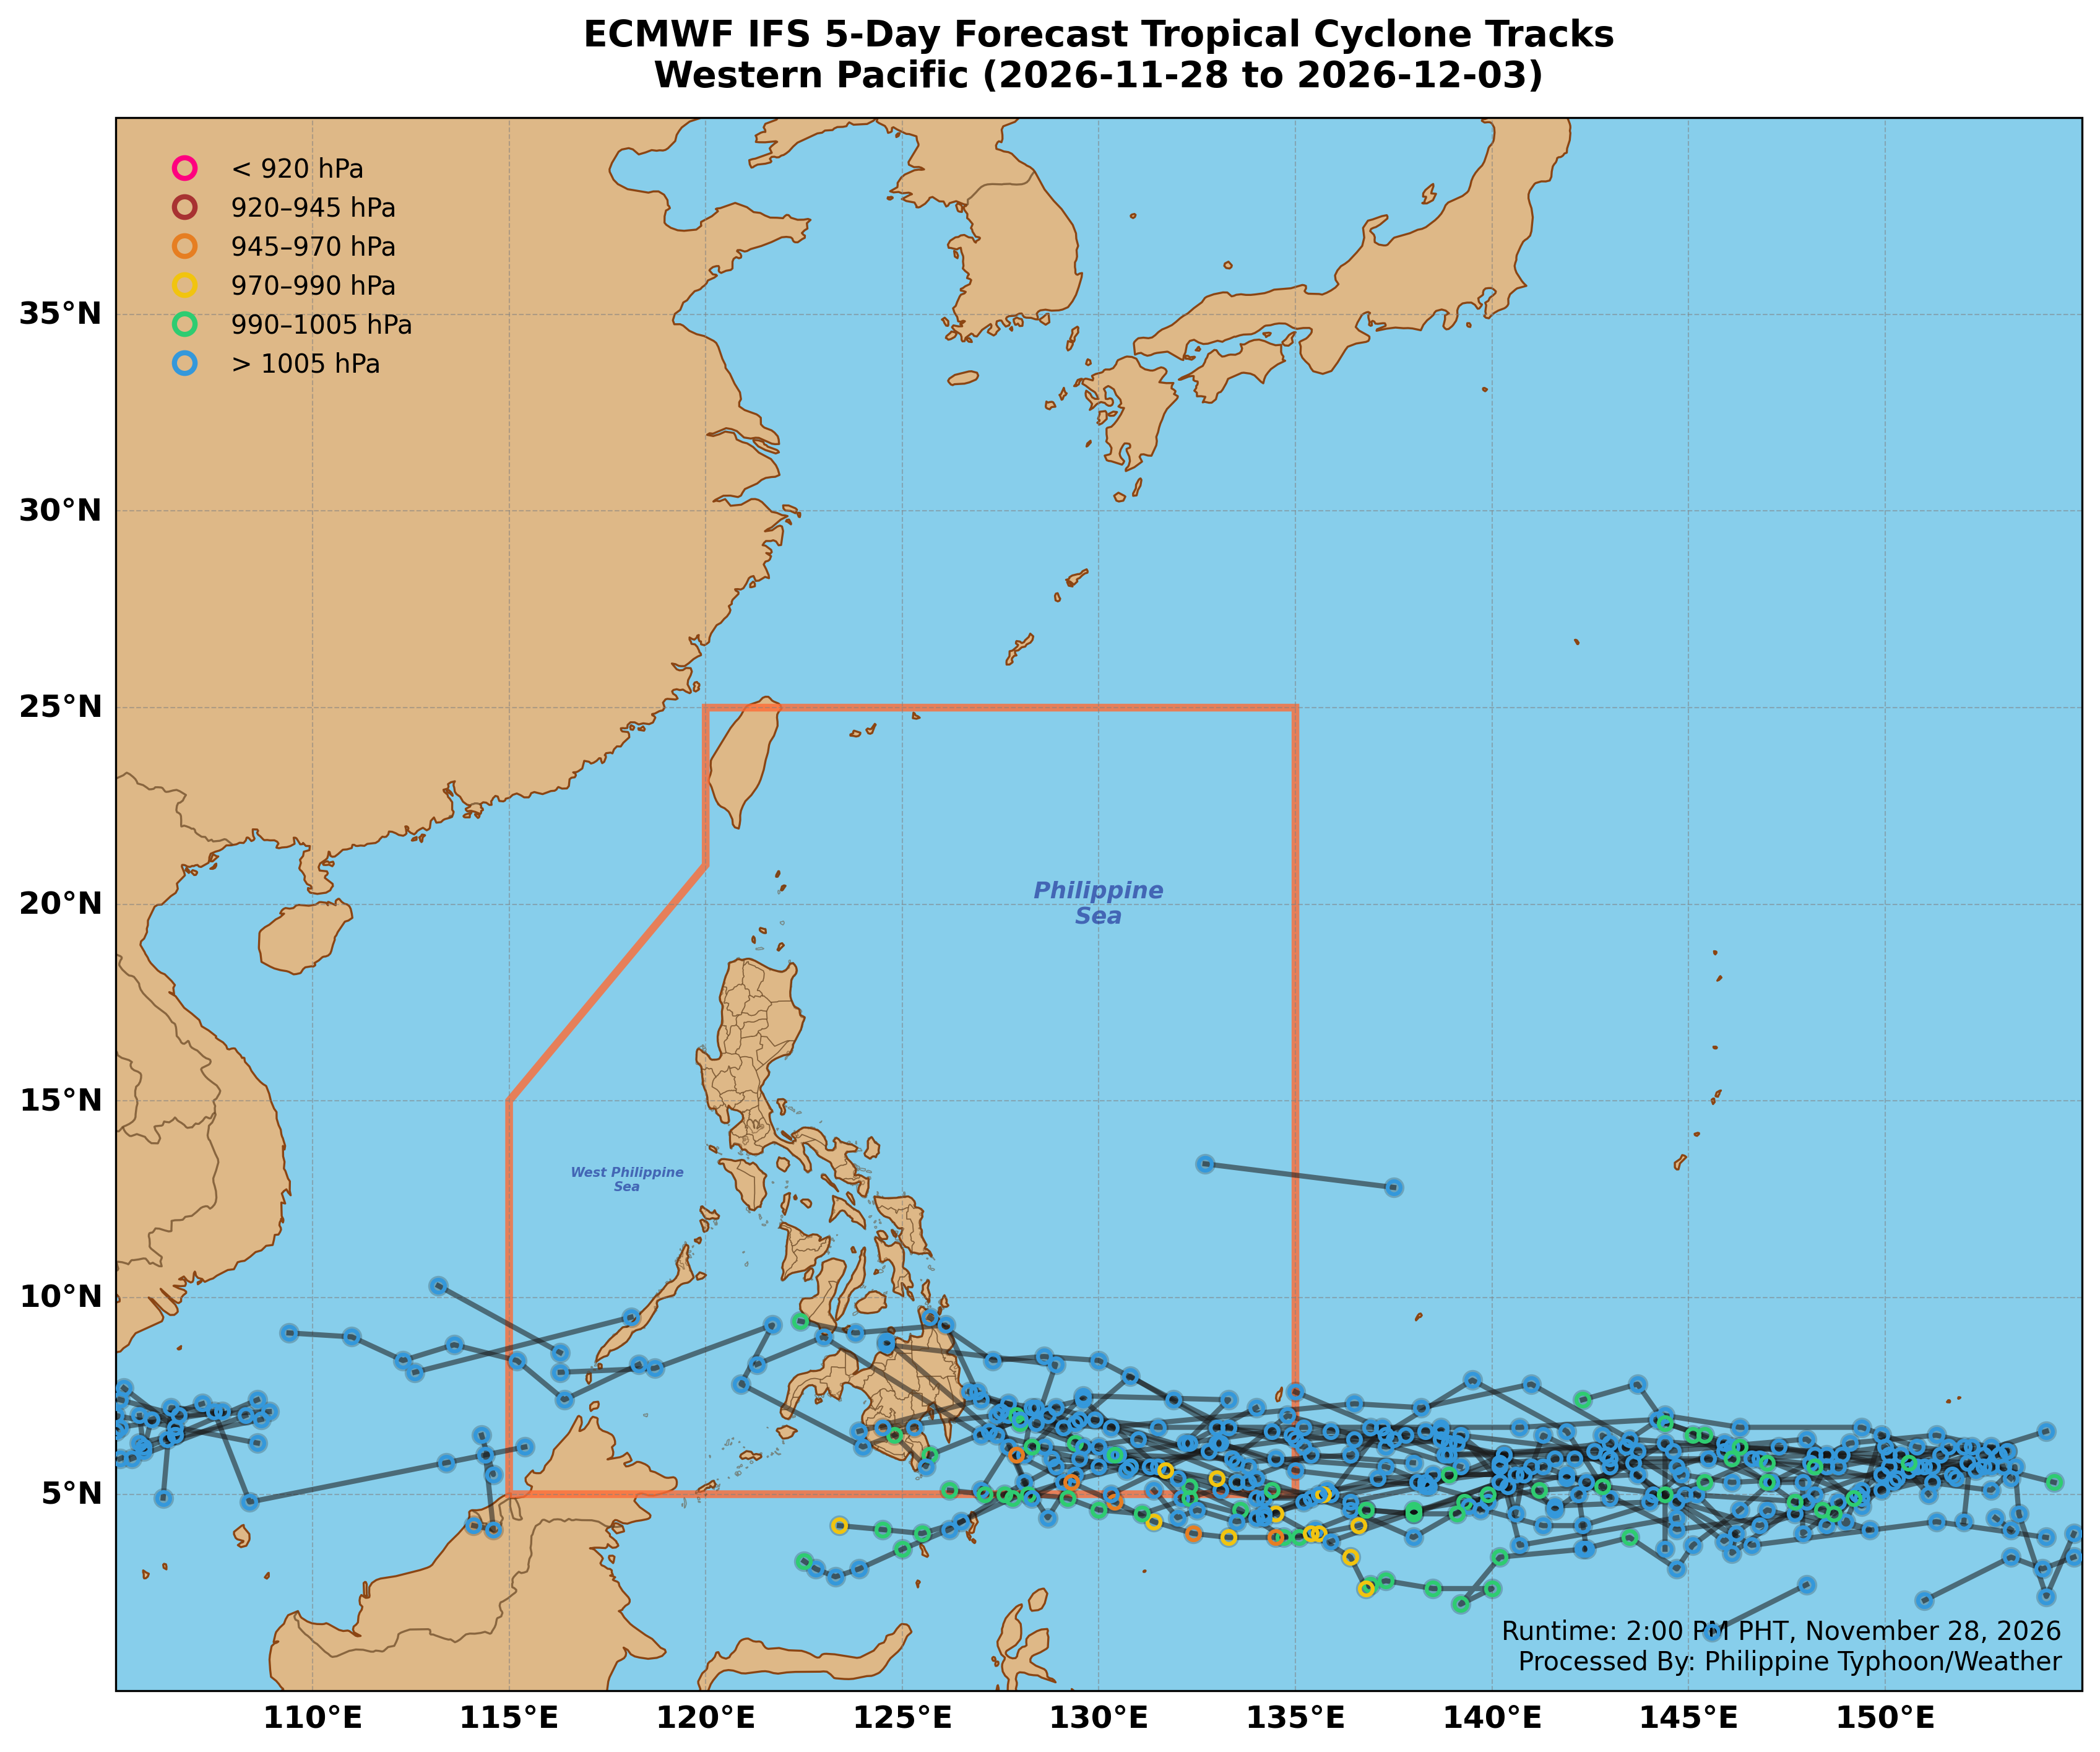 ECMWF IFS 5-Day Forecast Tropical Cyclone Tracks
Western Pacific (2026-11-28 to 2026-12-03)
< 920 hPa
920–945 hPa
945–970 hPa
970–990 hPa
990–1005 hPa
> 1005 hPa
35°N
30°N
25°N
20°N
15°N
10°N
5°N
Philippine
Sea
West Philippine
Sea
Runtime: 2:00 PM PHT, November 28, 2026
Processed By: Philippine Typhoon/Weather
110°E
115°E
120°E
125°E
130°E
135°E
140°E
145°E
150°E